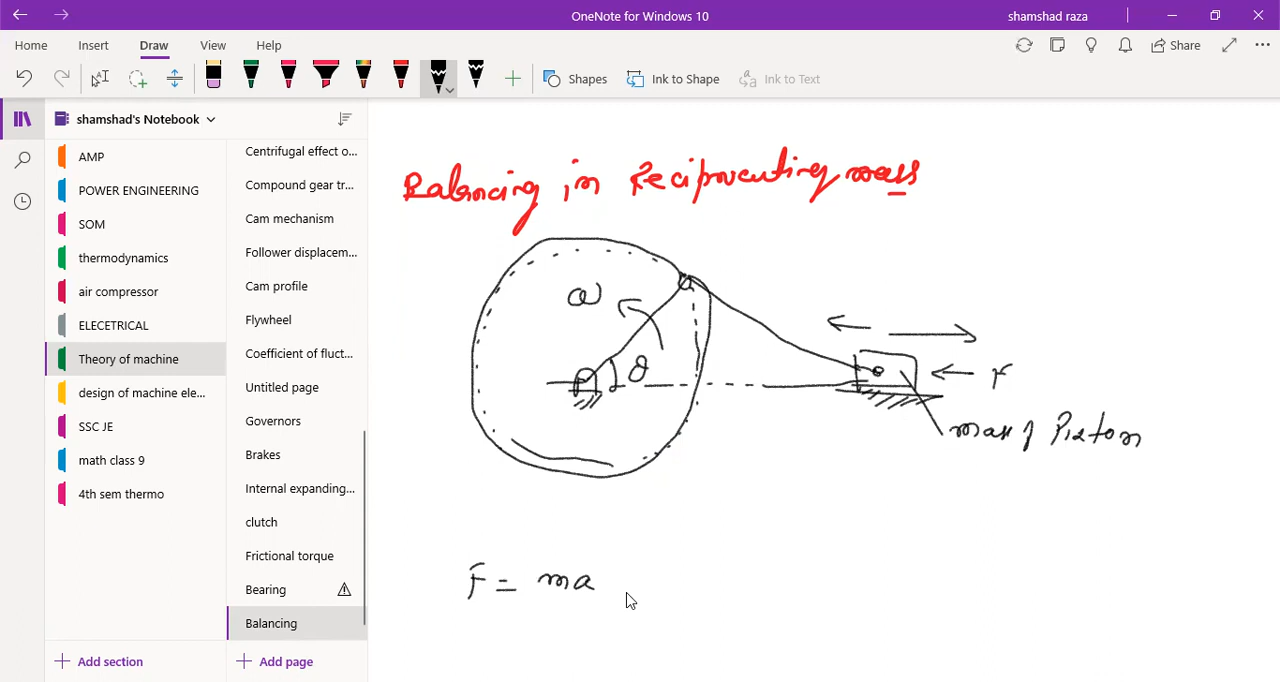 OneNote for Windows 10
shamshad raza
Home Insert Draw View Help
Share
Shapes
Ink to Shape
Ink to Text
shamshad's Notebook
AMP
POWER ENGINEERING
SOM
thermodynamics
air compressor
ELECETRICAL
Theory of machine
design of machine ele...
SSC JE
math class 9
4th sem thermo
Add section
Centrifugal effect o...
Compound gear tr...
Cam mechanism
Follower displacem...
Cam profile
Flywheel
Coefficient of fluct...
Untitled page
Governors
Brakes
Internal expanding...
clutch
Frictional torque
Bearing
Balancing
Add page
Balancing in Reciprocating mass
ω
θ
F
mass of Piston
F = ma